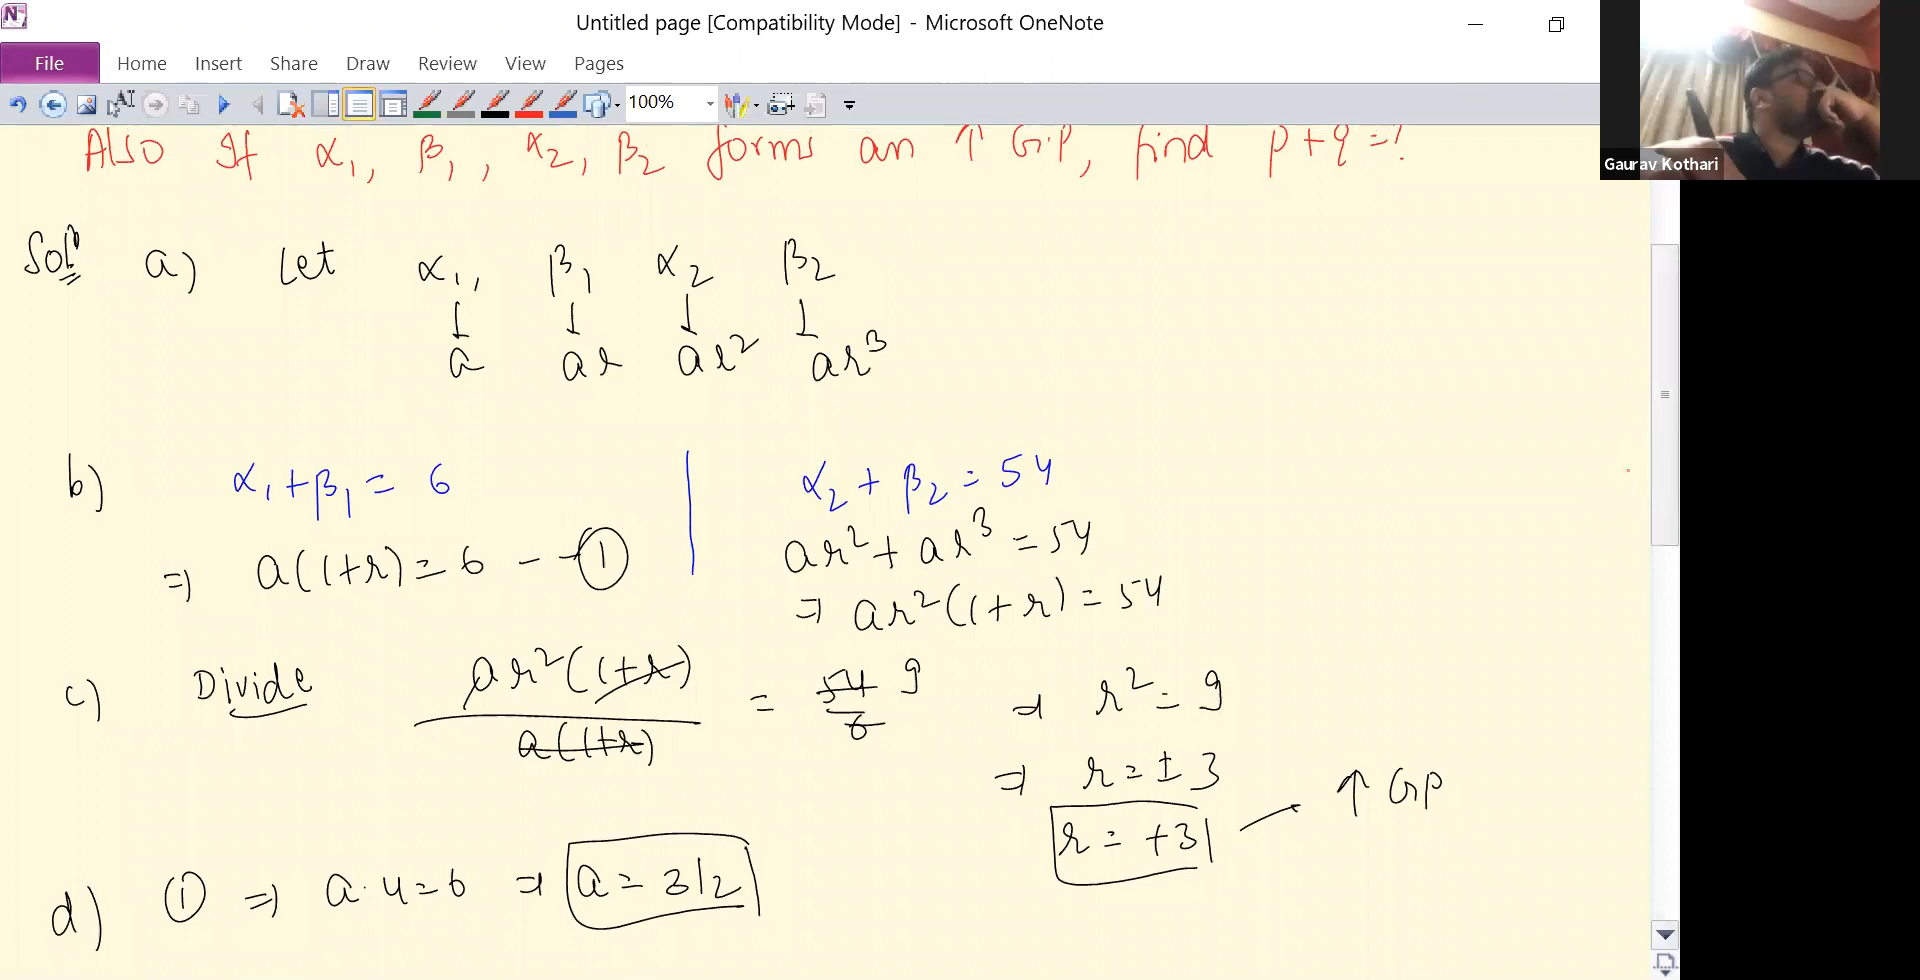 Untitled page [Compatibility Mode] - Microsoft OneNote
File Home Insert Share Draw Review View Pages
100%
Also If α₁, β₁, α₂, β₂ forms an ↑ G.P, find p+q=?
Gaurav Kothari
Solⁿ a) Let α₁, β₁ α₂ β₂
↓ ↓ ↓ ↓
a ar ar² ar³
b) α₁+β₁ = 6 | α₂ + β₂ = 54
⇒ a(1+r) = 6 -- ① ar² + ar³ = 54
⇒ ar²(1+r) = 54
c) Divide ar²(1+r) / a(1+r) = 54/6 9 ⇒ r² = 9
⇒ r = ± 3
r = +3 → ↑ GP
d) ① ⇒ a·4=6 ⇒ a = 3/2